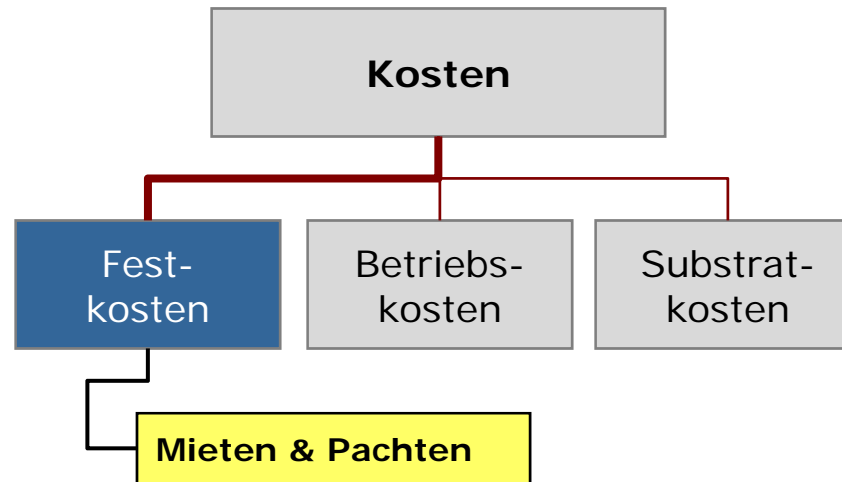 Kosten
Fest-
kosten
Betriebs-
kosten
Substrat-
kosten
Mieten & Pachten